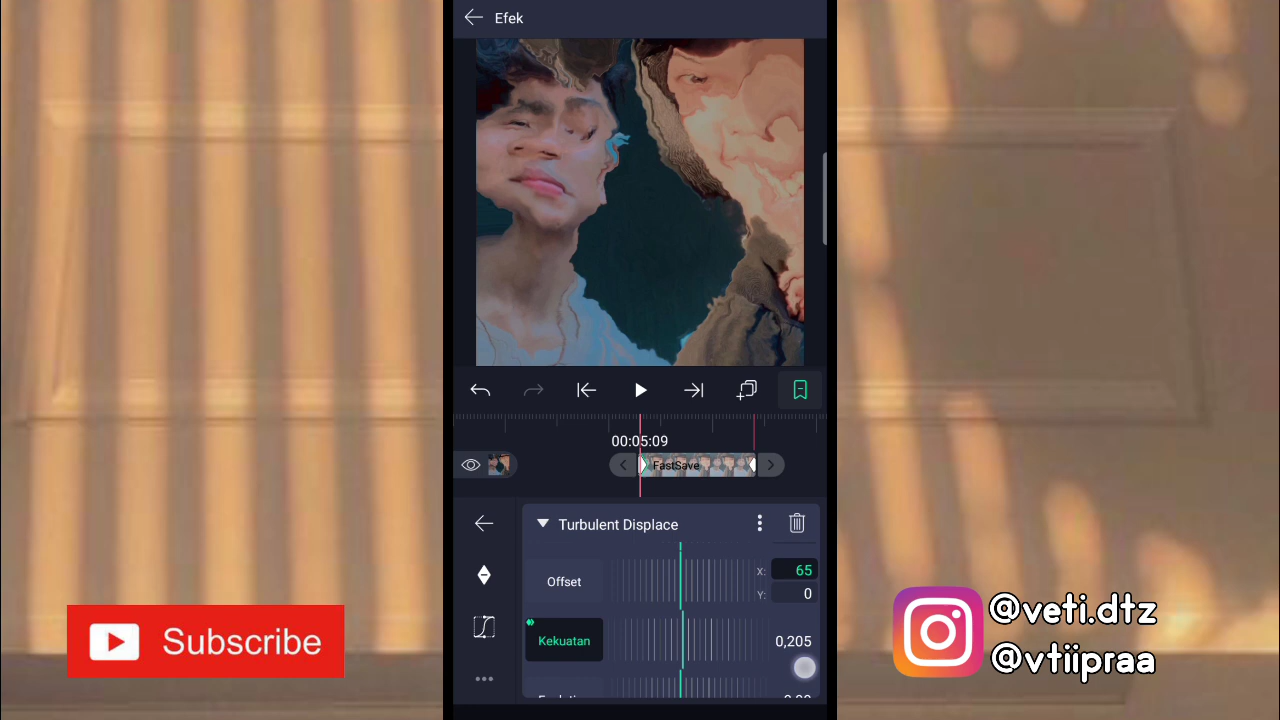 Efek
00:05:09
FastSave
Turbulent Displace
Offset
X: 65
Y: 0
Kekuatan
0,205
Subscribe
@veti.dtz
@vtiipraa